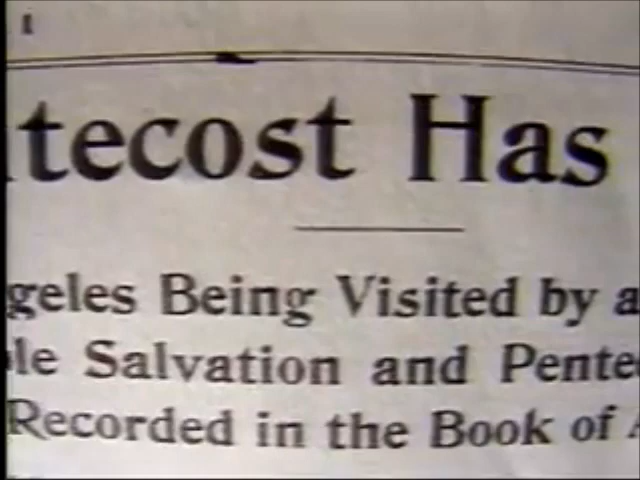 tecost Has
geles Being Visited by a
le Salvation and Pente
Recorded in the Book of